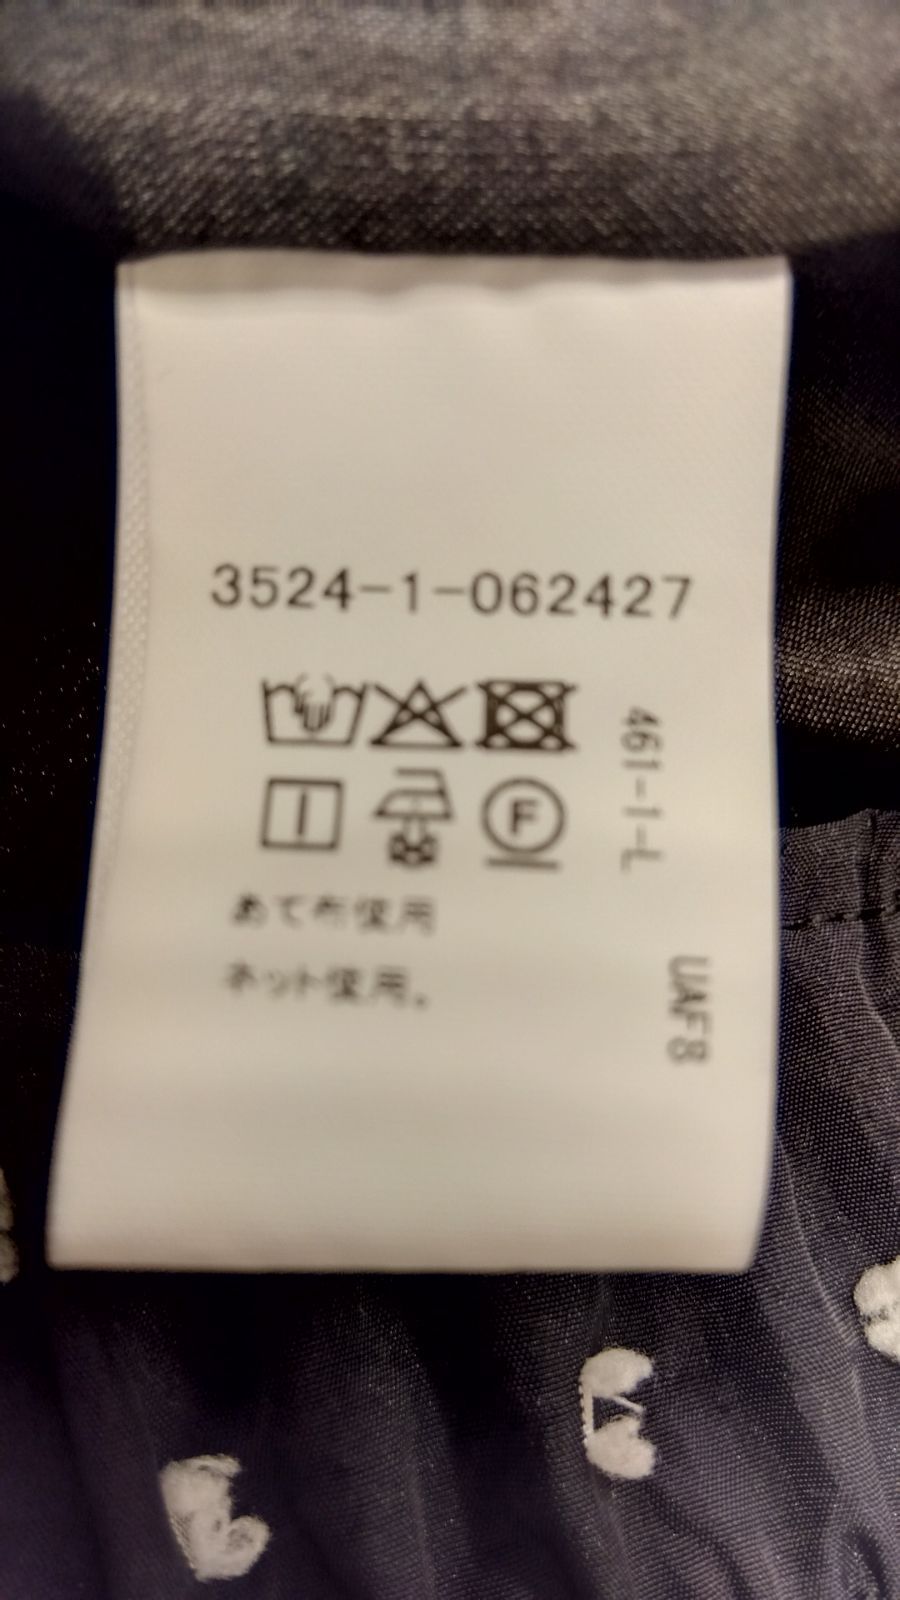 3524-1-062427
461-1-L
F
あて布使用
ネット使用。
UAF8